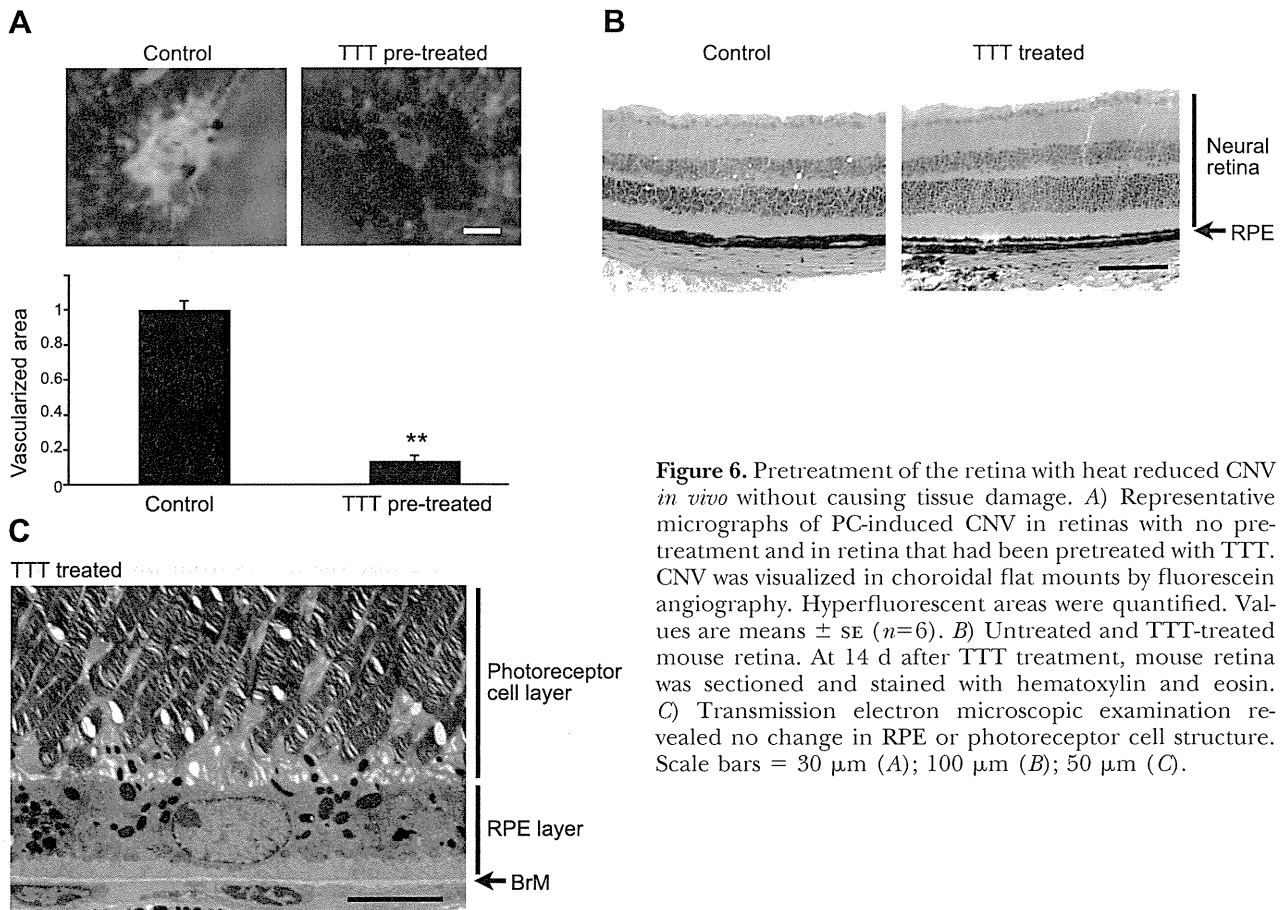 A
Control
TTT pre-treated
Vascularized area
1
0.8
0.6
0.4
0.2
0
**
Control
TTT pre-treated
B
Control
TTT treated
Neural
retina
RPE
C
TTT treated
Photoreceptor
cell layer
RPE layer
BrM
Figure 6. Pretreatment of the retina with heat reduced CNV
in vivo without causing tissue damage. A) Representative
micrographs of PC-induced CNV in retinas with no pre-
treatment and in retina that had been pretreated with TTT.
CNV was visualized in choroidal flat mounts by fluorescein
angiography. Hyperfluorescent areas were quantified. Val-
ues are means ± SE (n=6). B) Untreated and TTT-treated
mouse retina. At 14 d after TTT treatment, mouse retina
was sectioned and stained with hematoxylin and eosin.
C) Transmission electron microscopic examination re-
vealed no change in RPE or photoreceptor cell structure.
Scale bars = 30 μm (A); 100 μm (B); 50 μm (C).